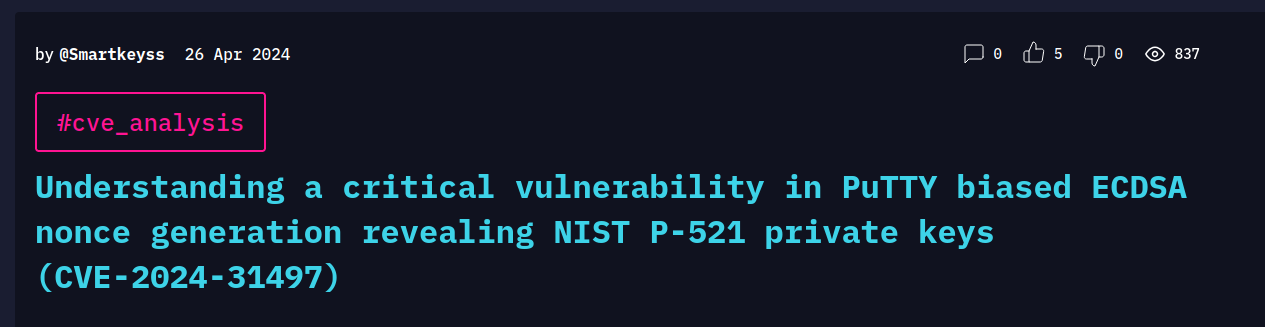 by @Smartkeyss 26 Apr 2024 0 5 0 837
#cve_analysis
Understanding a critical vulnerability in PuTTY biased ECDSA
nonce generation revealing NIST P-521 private keys
(CVE-2024-31497)